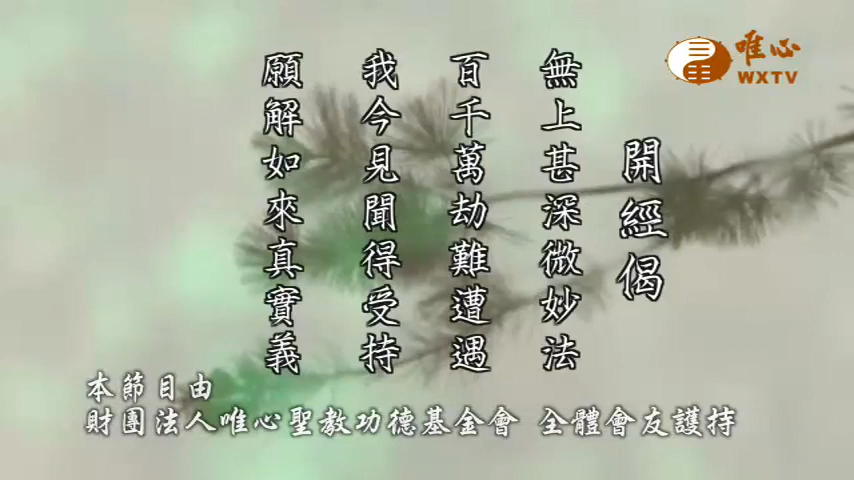 開經偈
無上甚深微妙法
百千萬劫難遭遇
我今見聞得受持
願解如來真實義
本節目由
財團法人唯心聖教功德基金會 全體會友護持
唯心
WXTV